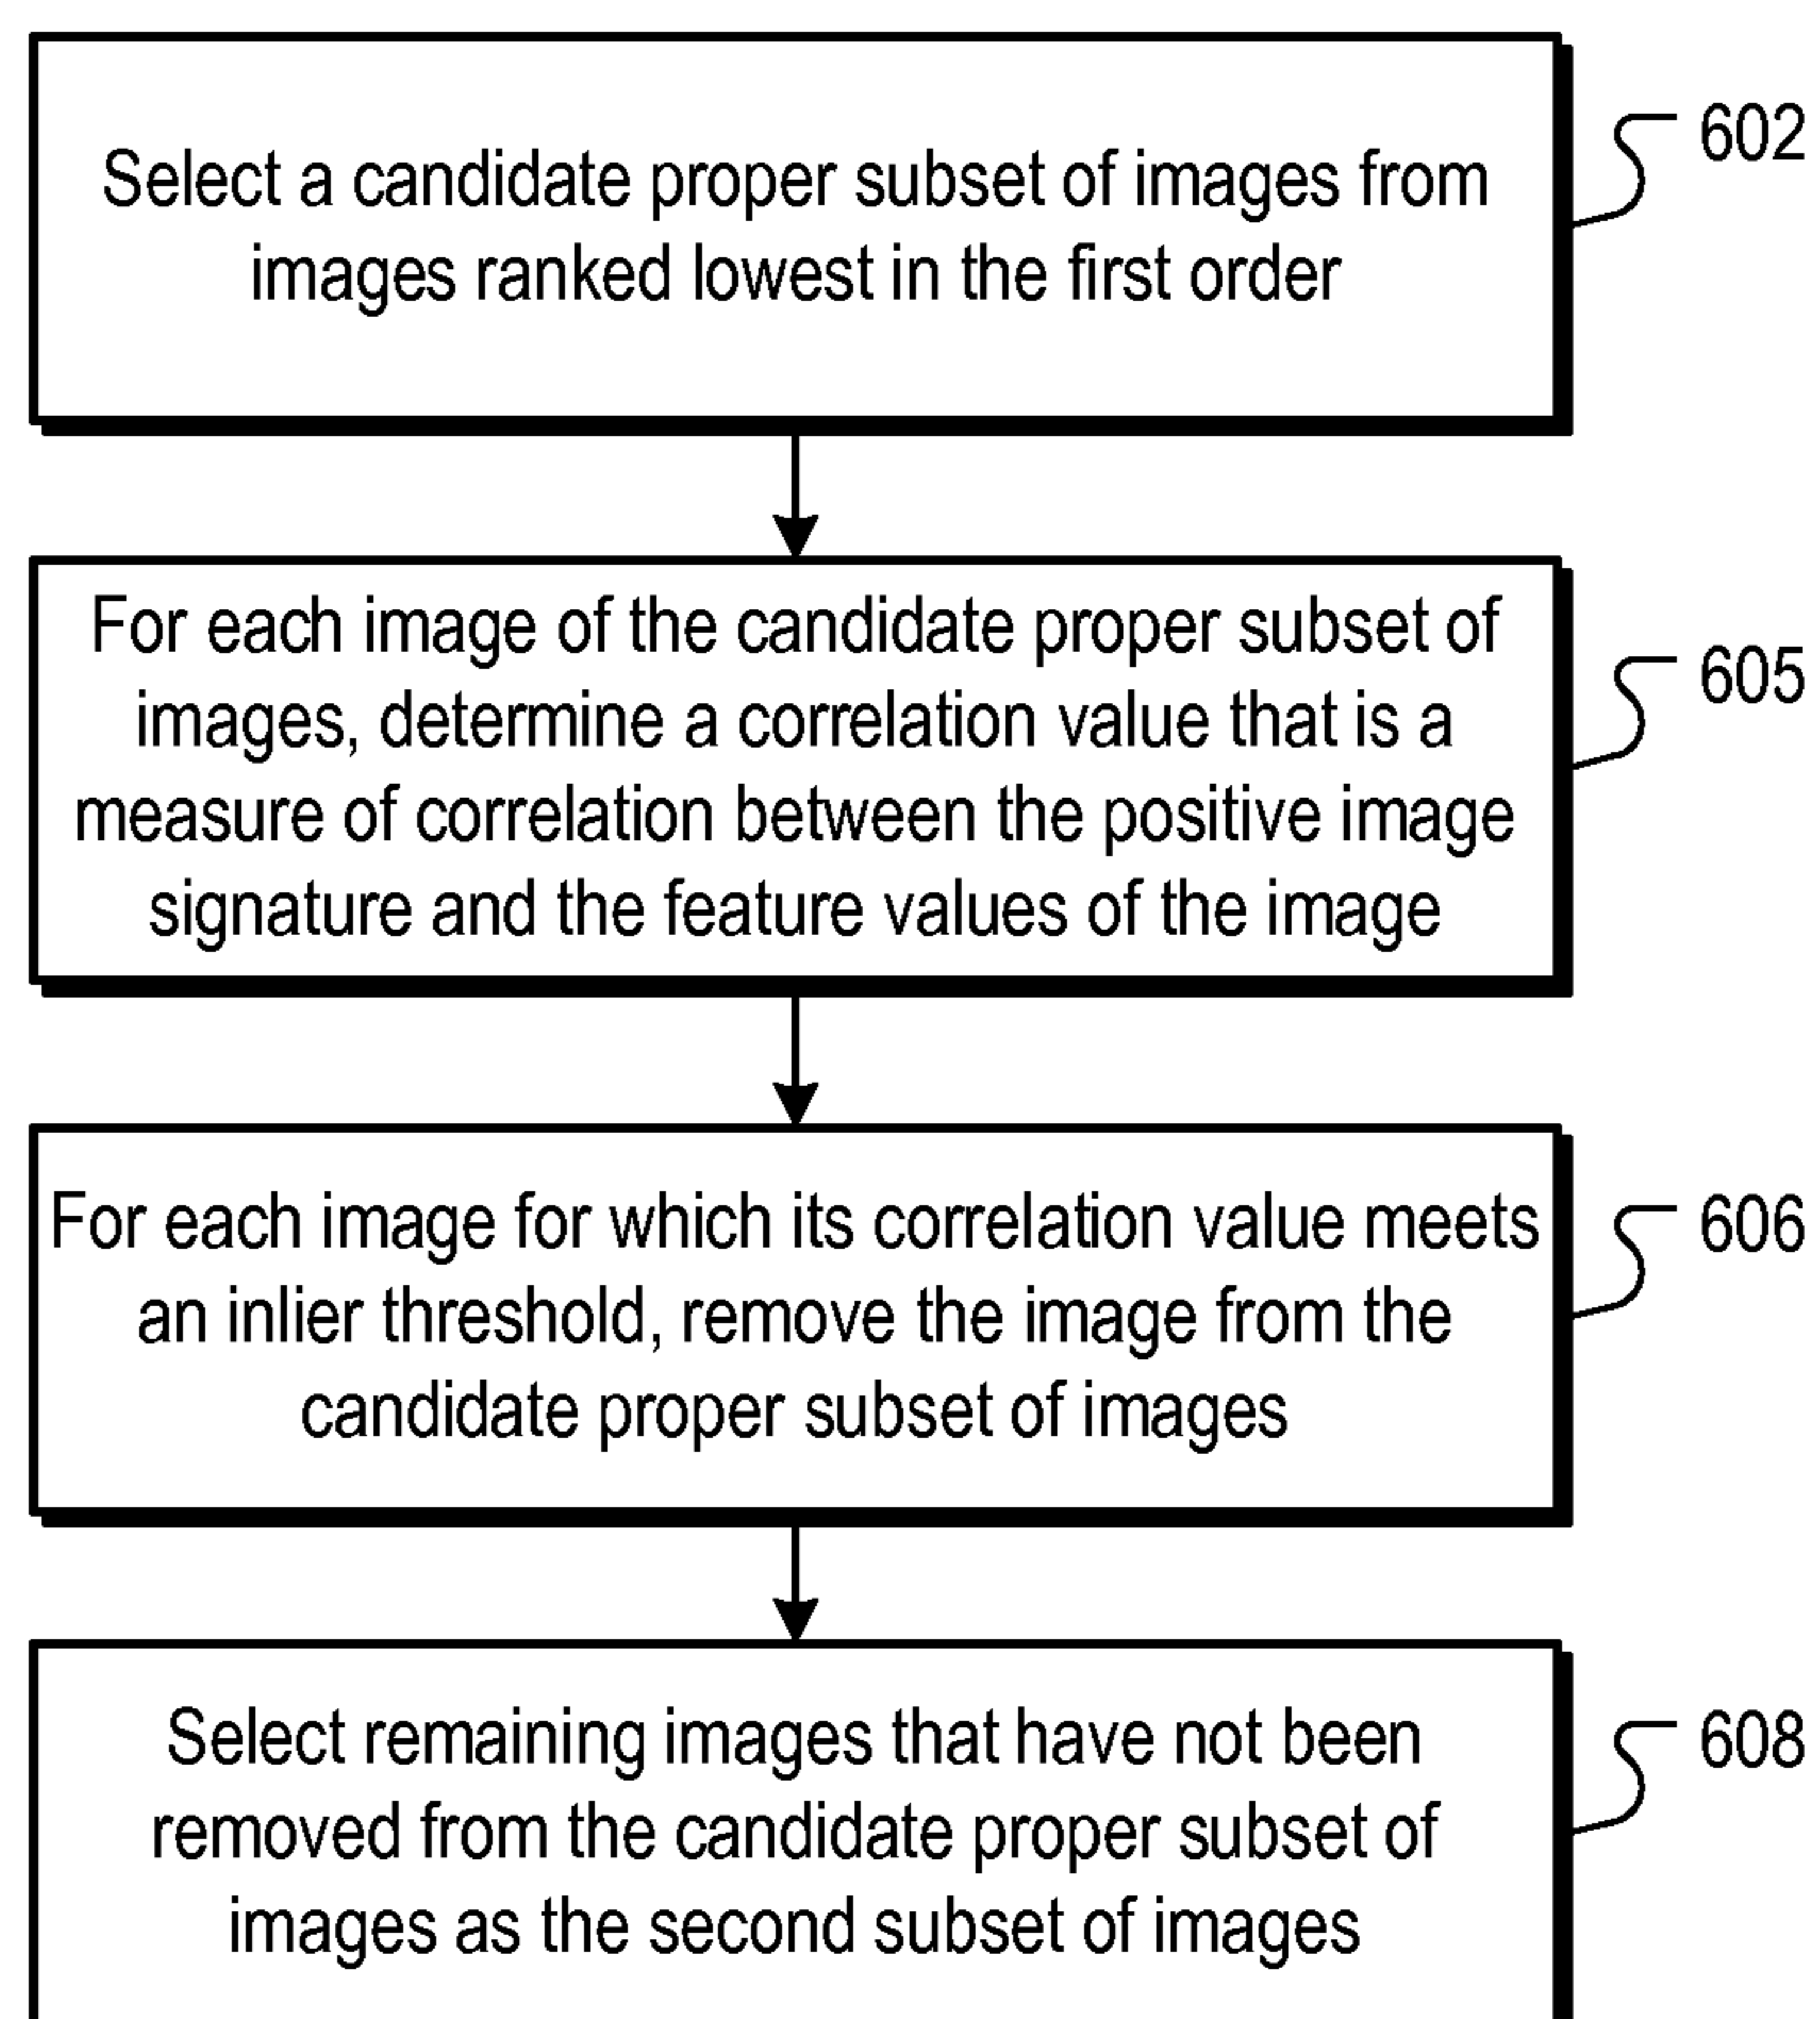 Select a candidate proper subset of images from
images ranked lowest in the first order
602
For each image of the candidate proper subset of
images, determine a correlation value that is a
measure of correlation between the positive image
signature and the feature values of the image
605
For each image for which its correlation value meets
an inlier threshold, remove the image from the
candidate proper subset of images
606
Select remaining images that have not been
removed from the candidate proper subset of
images as the second subset of images
608